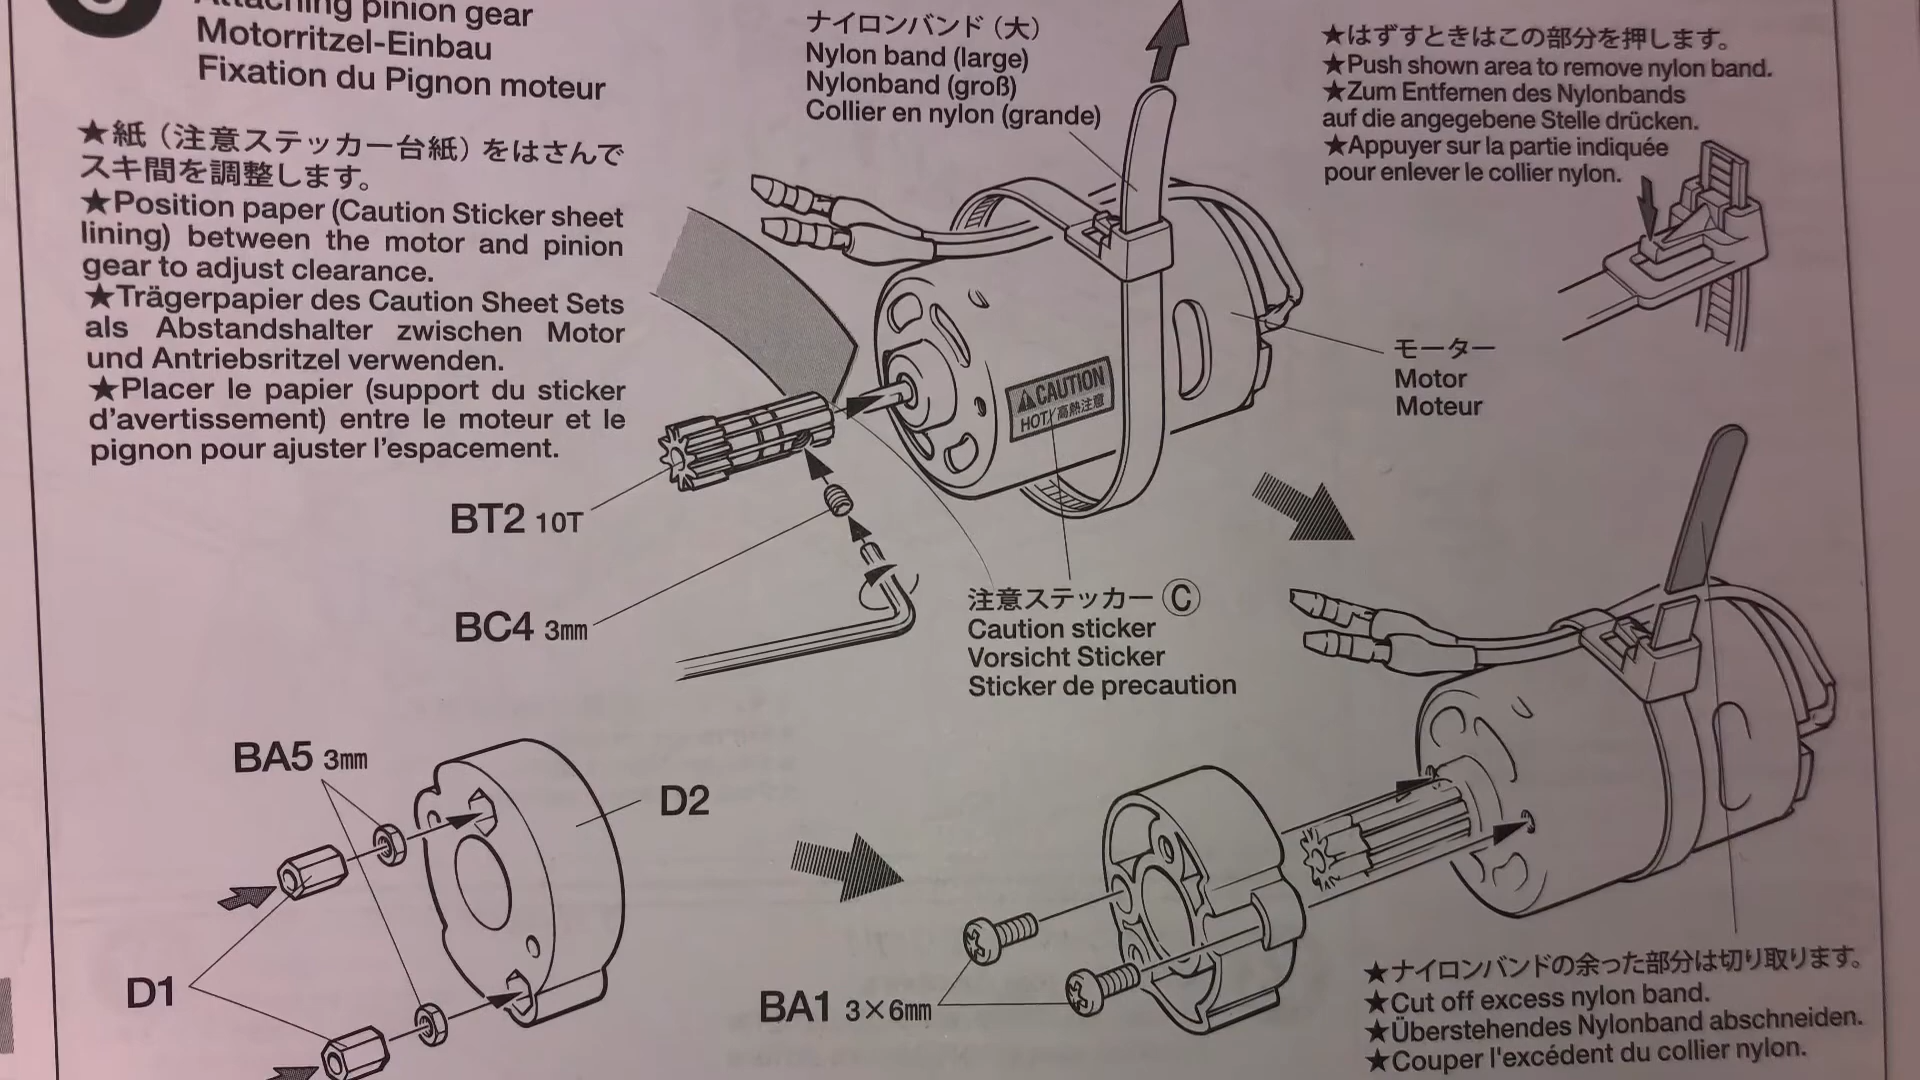 Attaching pinion gear
Motorritzel-Einbau
Fixation du Pignon moteur
★紙（注意ステッカー台紙）をはさんで
スキ間を調整します。
★Position paper (Caution Sticker sheet
lining) between the motor and pinion
gear to adjust clearance.
★Trägerpapier des Caution Sheet Sets
als Abstandshalter zwischen Motor
und Antriebsritzel verwenden.
★Placer le papier (support du sticker
d'avertissement) entre le moteur et le
pignon pour ajuster l'espacement.
ナイロンバンド（大）
Nylon band (large)
Nylonband (groß)
Collier en nylon (grande)
★はずすときはこの部分を押します。
★Push shown area to remove nylon band.
★Zum Entfernen des Nylonbands
auf die angegebene Stelle drücken.
★Appuyer sur la partie indiquée
pour enlever le collier nylon.
モーター
Motor
Moteur
CAUTION
HOT/高熱注意
BT2 10T
BC4 3mm
注意ステッカー Ⓒ
Caution sticker
Vorsicht Sticker
Sticker de precaution
BA5 3mm
D2
D1
BA1 3×6mm
★ナイロンバンドの余った部分は切り取ります。
★Cut off excess nylon band.
★Überstehendes Nylonband abschneiden.
★Couper l'excédent du collier nylon.